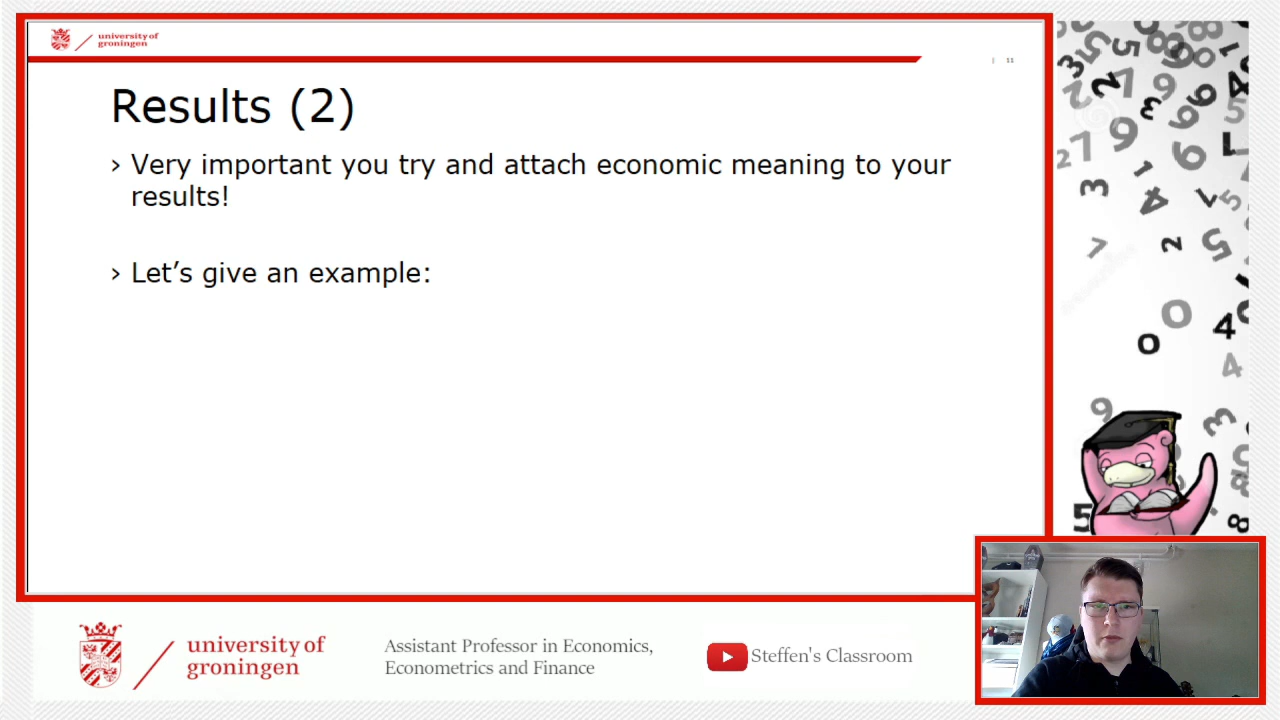 university of
groningen
| 11
Results (2)
› Very important you try and attach economic meaning to your
results!
› Let’s give an example:
university of
groningen
Assistant Professor in Economics,
Econometrics and Finance
Steffen's Classroom